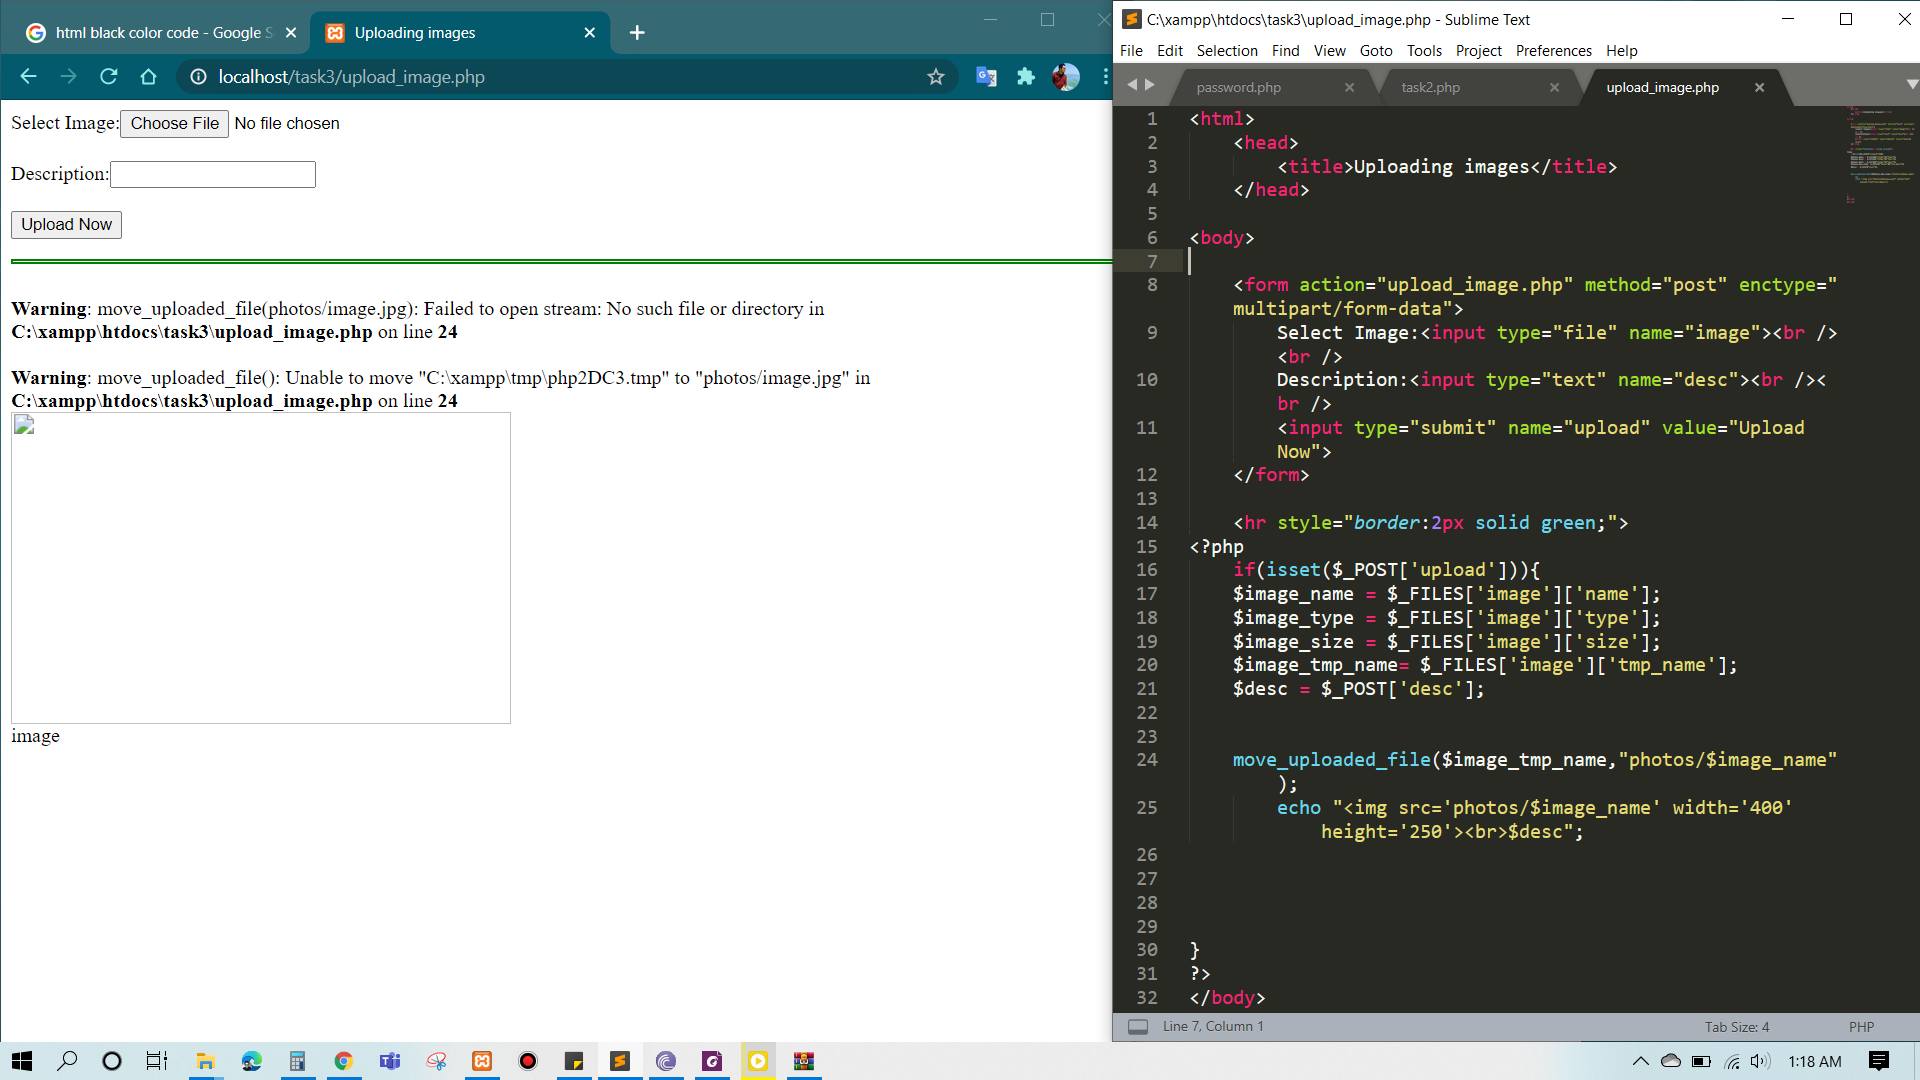 html black color code - Google S
Uploading images
localhost/task3/upload_image.php
Select Image: Choose File No file chosen
Description:
Upload Now
Warning: move_uploaded_file(photos/image.jpg): Failed to open stream: No such file or directory in
C:\xampp\htdocs\task3\upload_image.php on line 24
Warning: move_uploaded_file(): Unable to move "C:\xampp\tmp\php2DC3.tmp" to "photos/image.jpg" in
C:\xampp\htdocs\task3\upload_image.php on line 24
image
C:\xampp\htdocs\task3\upload_image.php - Sublime Text
File Edit Selection Find View Goto Tools Project Preferences Help
password.php task2.php upload_image.php
1 <html>
2 <head>
3 <title>Uploading images</title>
4 </head>
5
6 <body>
7
8 <form action="upload_image.php" method="post" enctype="
multipart/form-data">
9 Select Image:<input type="file" name="image"><br />
<br />
10 Description:<input type="text" name="desc"><br /><
br />
11 <input type="submit" name="upload" value="Upload
Now">
12 </form>
13
14 <hr style="border:2px solid green;">
15 <?php
16 if(isset($_POST['upload'])){
17 $image_name = $_FILES['image']['name'];
18 $image_type = $_FILES['image']['type'];
19 $image_size = $_FILES['image']['size'];
20 $image_tmp_name= $_FILES['image']['tmp_name'];
21 $desc = $_POST['desc'];
22
23
24 move_uploaded_file($image_tmp_name,"photos/$image_name"
);
25 echo "<img src='photos/$image_name' width='400'
height='250'><br>$desc";
26
27
28
29
30 }
31 ?>
32 </body>
Line 7, Column 1 Tab Size: 4 PHP
1:18 AM